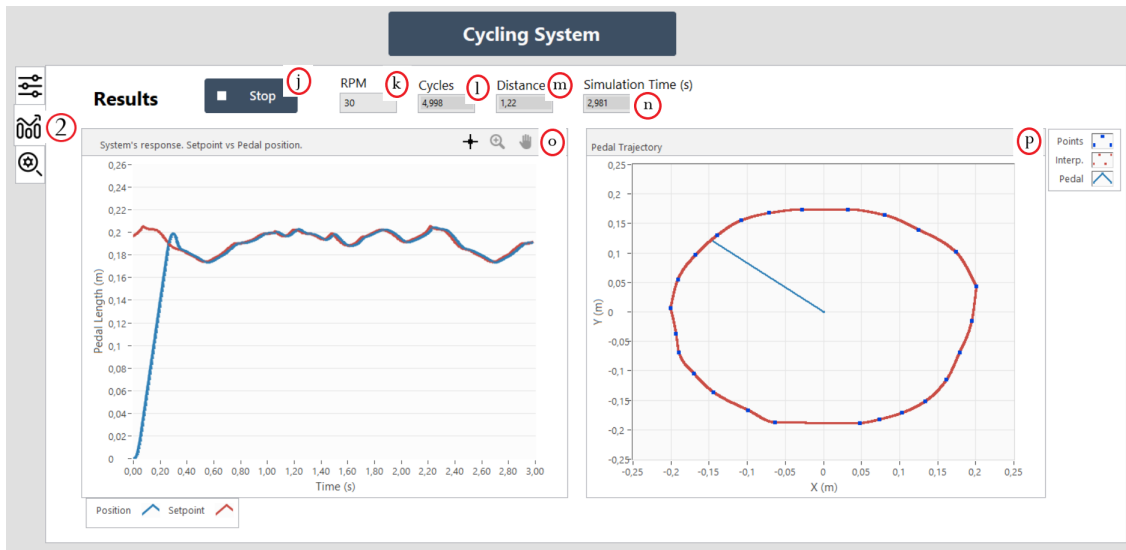 Cycling System
Results
Stop
j
RPM
k
Cycles
l
Distance
m
Simulation Time (s)
30
4,998
1,22
2,981
n
2
System's response. Setpoint vs Pedal position.
o
0,26
0,24
0,22
0,2
0,18
0,16
0,14
0,12
0,1
0,08
0,06
0,04
0,02
0
Pedal Length (m)
0,00 0,20 0,40 0,60 0,80 1,00 1,20 1,40 1,60 1,80 2,00 2,20 2,40 2,60 2,80 3,00
Time (s)
Position
Setpoint
Pedal Trajectory
p
Points
Interp.
Pedal
0,25
0,2
0,15
0,1
0,05
0
-0,05
-0,1
-0,15
-0,2
-0,25
Y (m)
-0,25 -0,2 -0,15 -0,1 -0,05 0 0,05 0,1 0,15 0,2 0,25
X (m)